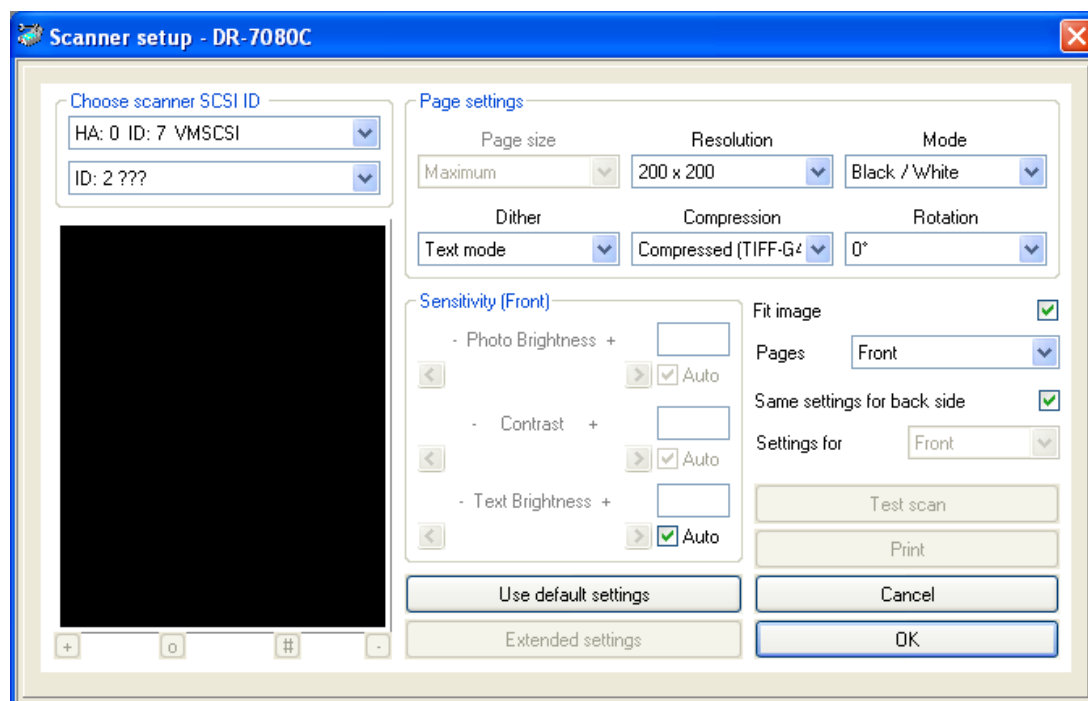 Scanner setup - DR-7080C
Choose scanner SCSI ID
HA: 0 ID: 7 VMSCSI
ID: 2 ???
Page settings
Page size Resolution Mode
Maximum 200 x 200 Black / White
Dither Compression Rotation
Text mode Compressed (TIFF-G4 0°
Sensitivity (Front)
- Photo Brightness +
< > Auto
- Contrast +
< > Auto
- Text Brightness +
< > Auto
Fit image
Pages Front
Same settings for back side
Settings for Front
Test scan
Print
Use default settings Cancel
Extended settings OK
+ o # -